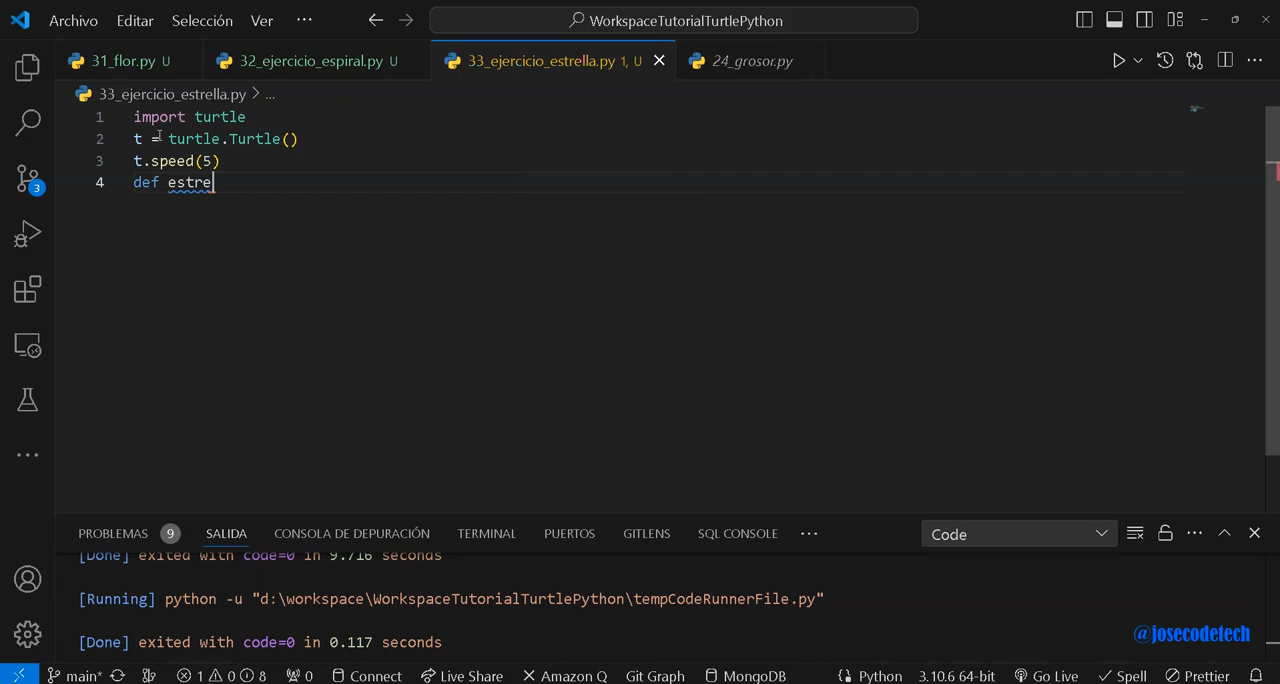 Archivo Editar Selección Ver ··· WorkspaceTutorialTurtlePython
31_flor.py U 32_ejercicio_espiral.py U 33_ejercicio_estrella.py 1, U 24_grosor.py
33_ejercicio_estrella.py > ...
1 import turtle
2 t = turtle.Turtle()
3 t.speed(5)
4 def estre
3
PROBLEMAS 9 SALIDA CONSOLA DE DEPURACIÓN TERMINAL PUERTOS GITLENS SQL CONSOLE ··· Code
[Done] exited with code=0 in 9.716 seconds
[Running] python -u "d:\workspace\WorkspaceTutorialTurtlePython\tempCodeRunnerFile.py"
[Done] exited with code=0 in 0.117 seconds
@josecodetech
main* 1 0 8 0 Connect Live Share Amazon Q Git Graph MongoDB Python 3.10.6 64-bit Go Live Spell Prettier